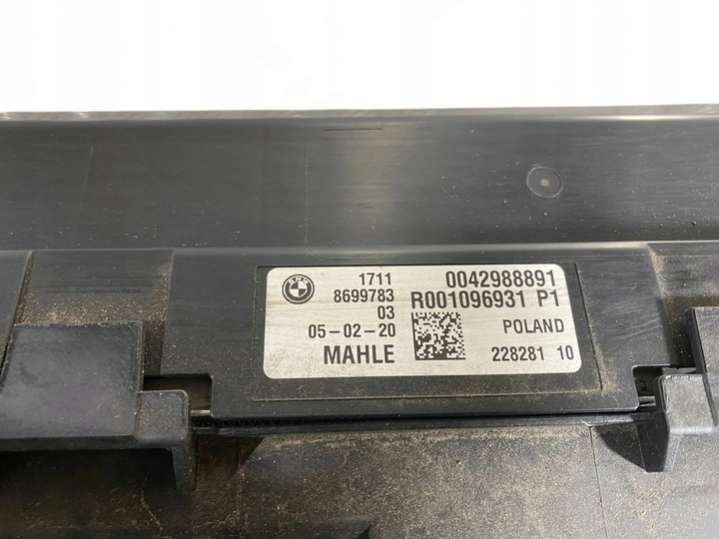 1711 0042988891
8699783 R001096931 P1
03
05-02-20 POLAND
MAHLE 228281 10